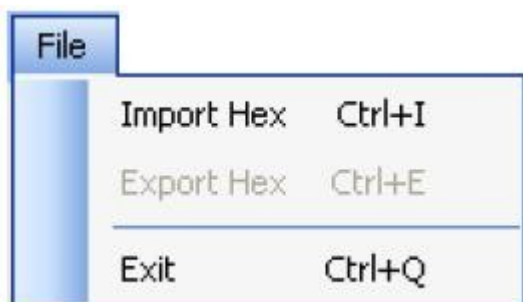 File
Import Hex Ctrl+I
Export Hex Ctrl+E
Exit Ctrl+Q